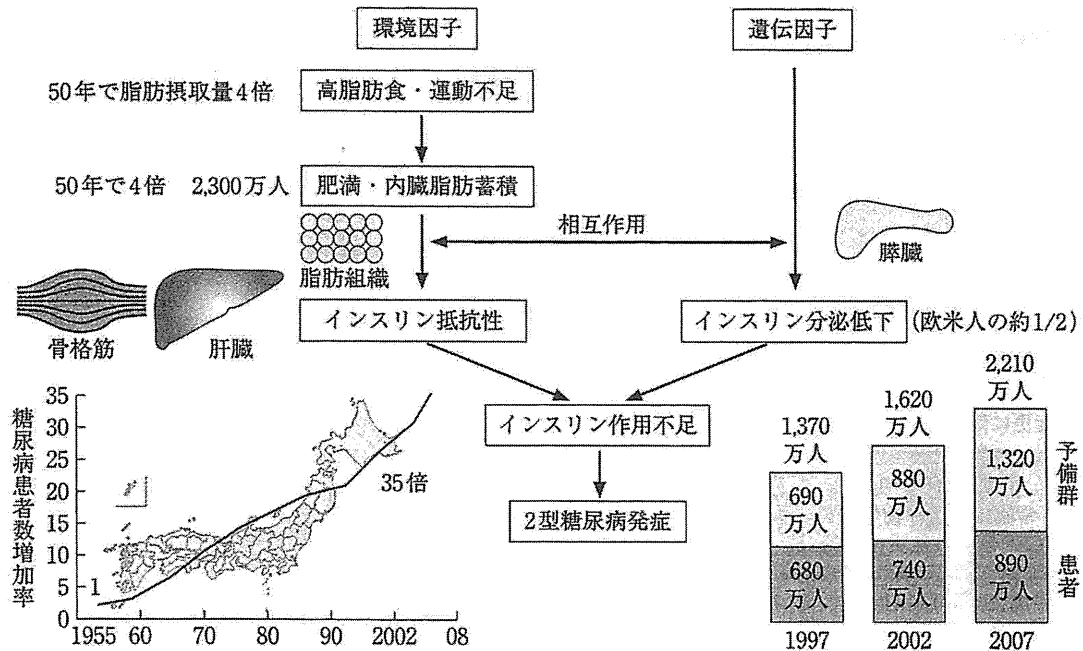 環境因子
遺伝因子
50年で脂肪摂取量4倍
高脂肪食・運動不足
50年で4倍 2,300万人
肥満・内臓脂肪蓄積
相互作用
脂肪組織
膵臓
骨格筋
肝臓
インスリン抵抗性
インスリン分泌低下
(欧米人の約1/2)
インスリン作用不足
2型糖尿病発症
糖尿病患者数増加率
35
30
25
20
15
10
5
0
1
35倍
1955 60 70 80 90 2002 08
1,370
万人
690
万人
680
万人
1997
1,620
万人
880
万人
740
万人
2002
2,210
万人
1,320
万人
890
万人
2007
予備群
患者